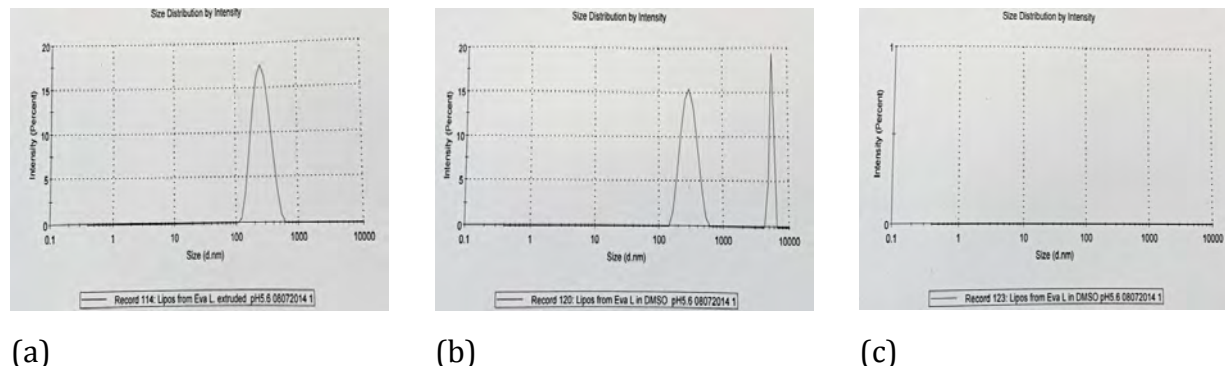 Size Distribution by Intensity
20
15
10
5
0
Intensity (Percent)
0.1 1 10 100 1000 10000
Size (d.nm)
Record 114: Lipos from Eva L. extruded pH5.6 08072014 1
(a)
Size Distribution by Intensity
20
15
10
5
0
Intensity (Percent)
0.1 1 10 100 1000 10000
Size (d.nm)
Record 120: Lipos from Eva L in DMSO pH5.6 08072014 1
(b)
Size Distribution by Intensity
1
0
Intensity (Percent)
0.1 1 10 100 1000 10000
Size (d.nm)
Record 123: Lipos from Eva L in DMSO pH5.6 08072014 1
(c)